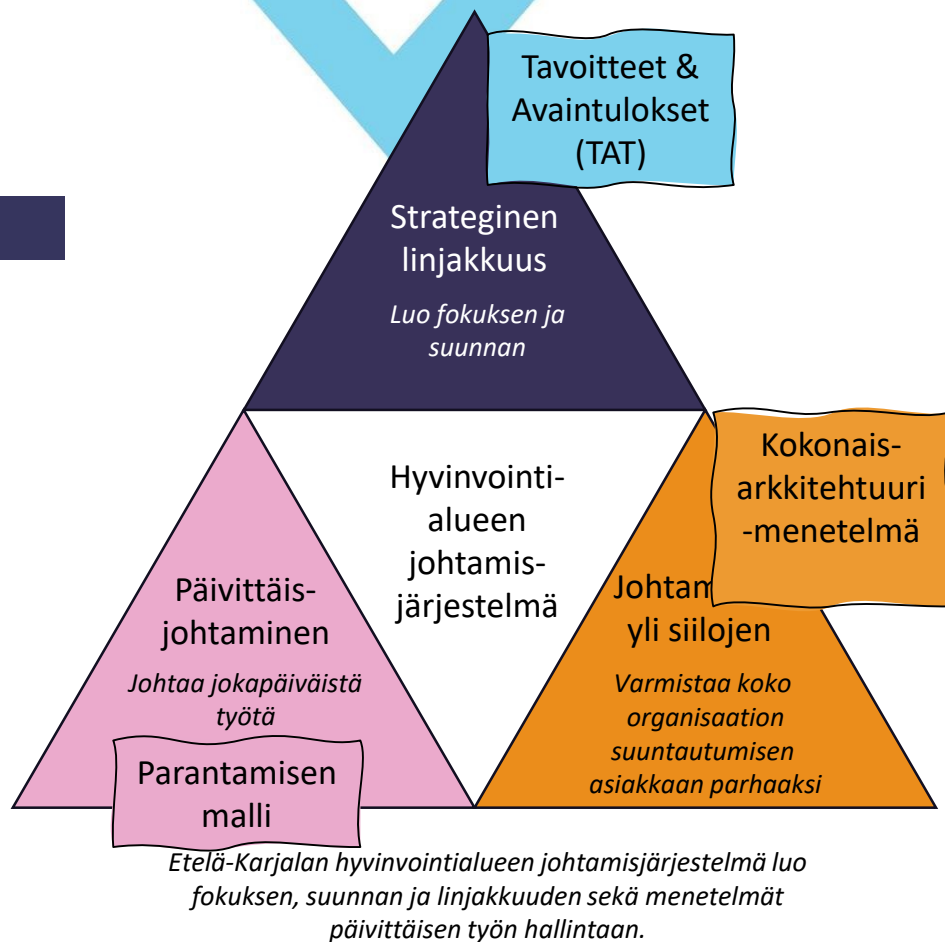 Tavoitteet &
Avaintulokset
(TAT)
Strateginen
linjakkuus
Luo fokuksen ja
suunnan
Kokonais-
arkkitehtuuri
-menetelmä
Hyvinvointi-
alueen
johtamis-
järjestelmä
Päivittäis-
johtaminen
Johtaa jokapäiväistä
työtä
Parantamisen
malli
yli siilojen
Varmistaa koko
organisaation
suuntautumisen
asiakkaan parhaaksi
Etelä-Karjalan hyvinvointialueen johtamisjärjestelmä luo
fokuksen, suunnan ja linjakkuuden sekä menetelmät
päivittäisen työn hallintaan.